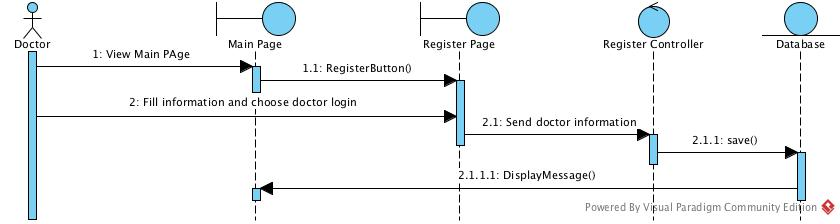 Doctor
Main Page
Register Page
Register Controller
Database
1: View Main PAge
1.1: RegisterButton()
2: Fill information and choose doctor login
2.1: Send doctor information
2.1.1: save()
2.1.1.1: DisplayMessage()
Powered By Visual Paradigm Community Edition